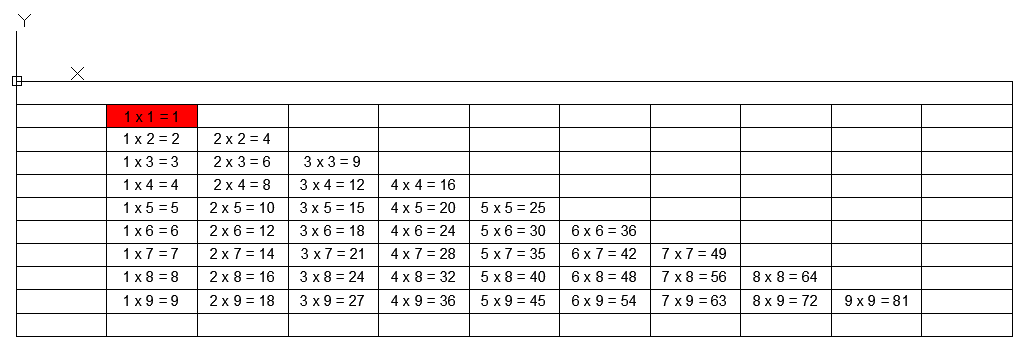 Y
X
1 x 1 = 1
1 x 2 = 2 2 x 2 = 4
1 x 3 = 3 2 x 3 = 6 3 x 3 = 9
1 x 4 = 4 2 x 4 = 8 3 x 4 = 12 4 x 4 = 16
1 x 5 = 5 2 x 5 = 10 3 x 5 = 15 4 x 5 = 20 5 x 5 = 25
1 x 6 = 6 2 x 6 = 12 3 x 6 = 18 4 x 6 = 24 5 x 6 = 30 6 x 6 = 36
1 x 7 = 7 2 x 7 = 14 3 x 7 = 21 4 x 7 = 28 5 x 7 = 35 6 x 7 = 42 7 x 7 = 49
1 x 8 = 8 2 x 8 = 16 3 x 8 = 24 4 x 8 = 32 5 x 8 = 40 6 x 8 = 48 7 x 8 = 56 8 x 8 = 64
1 x 9 = 9 2 x 9 = 18 3 x 9 = 27 4 x 9 = 36 5 x 9 = 45 6 x 9 = 54 7 x 9 = 63 8 x 9 = 72 9 x 9 = 81